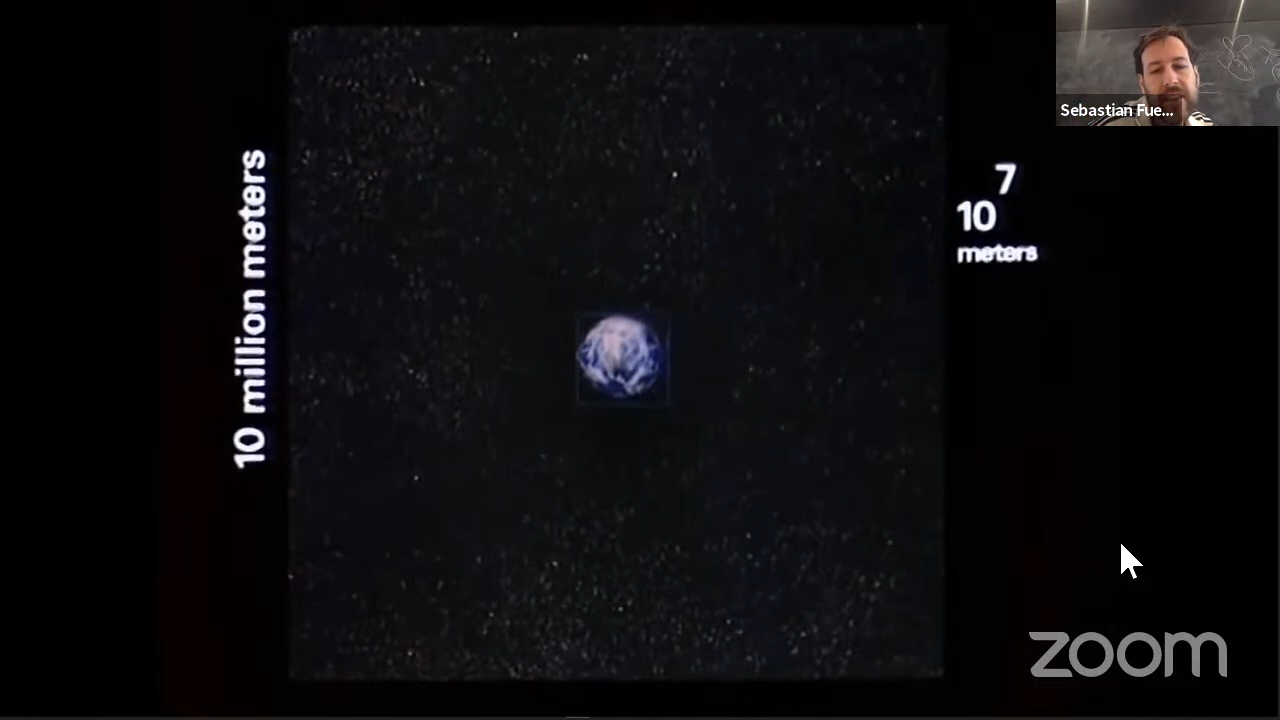 Sebastian Fue...
10 million meters
7
10
meters
zoom